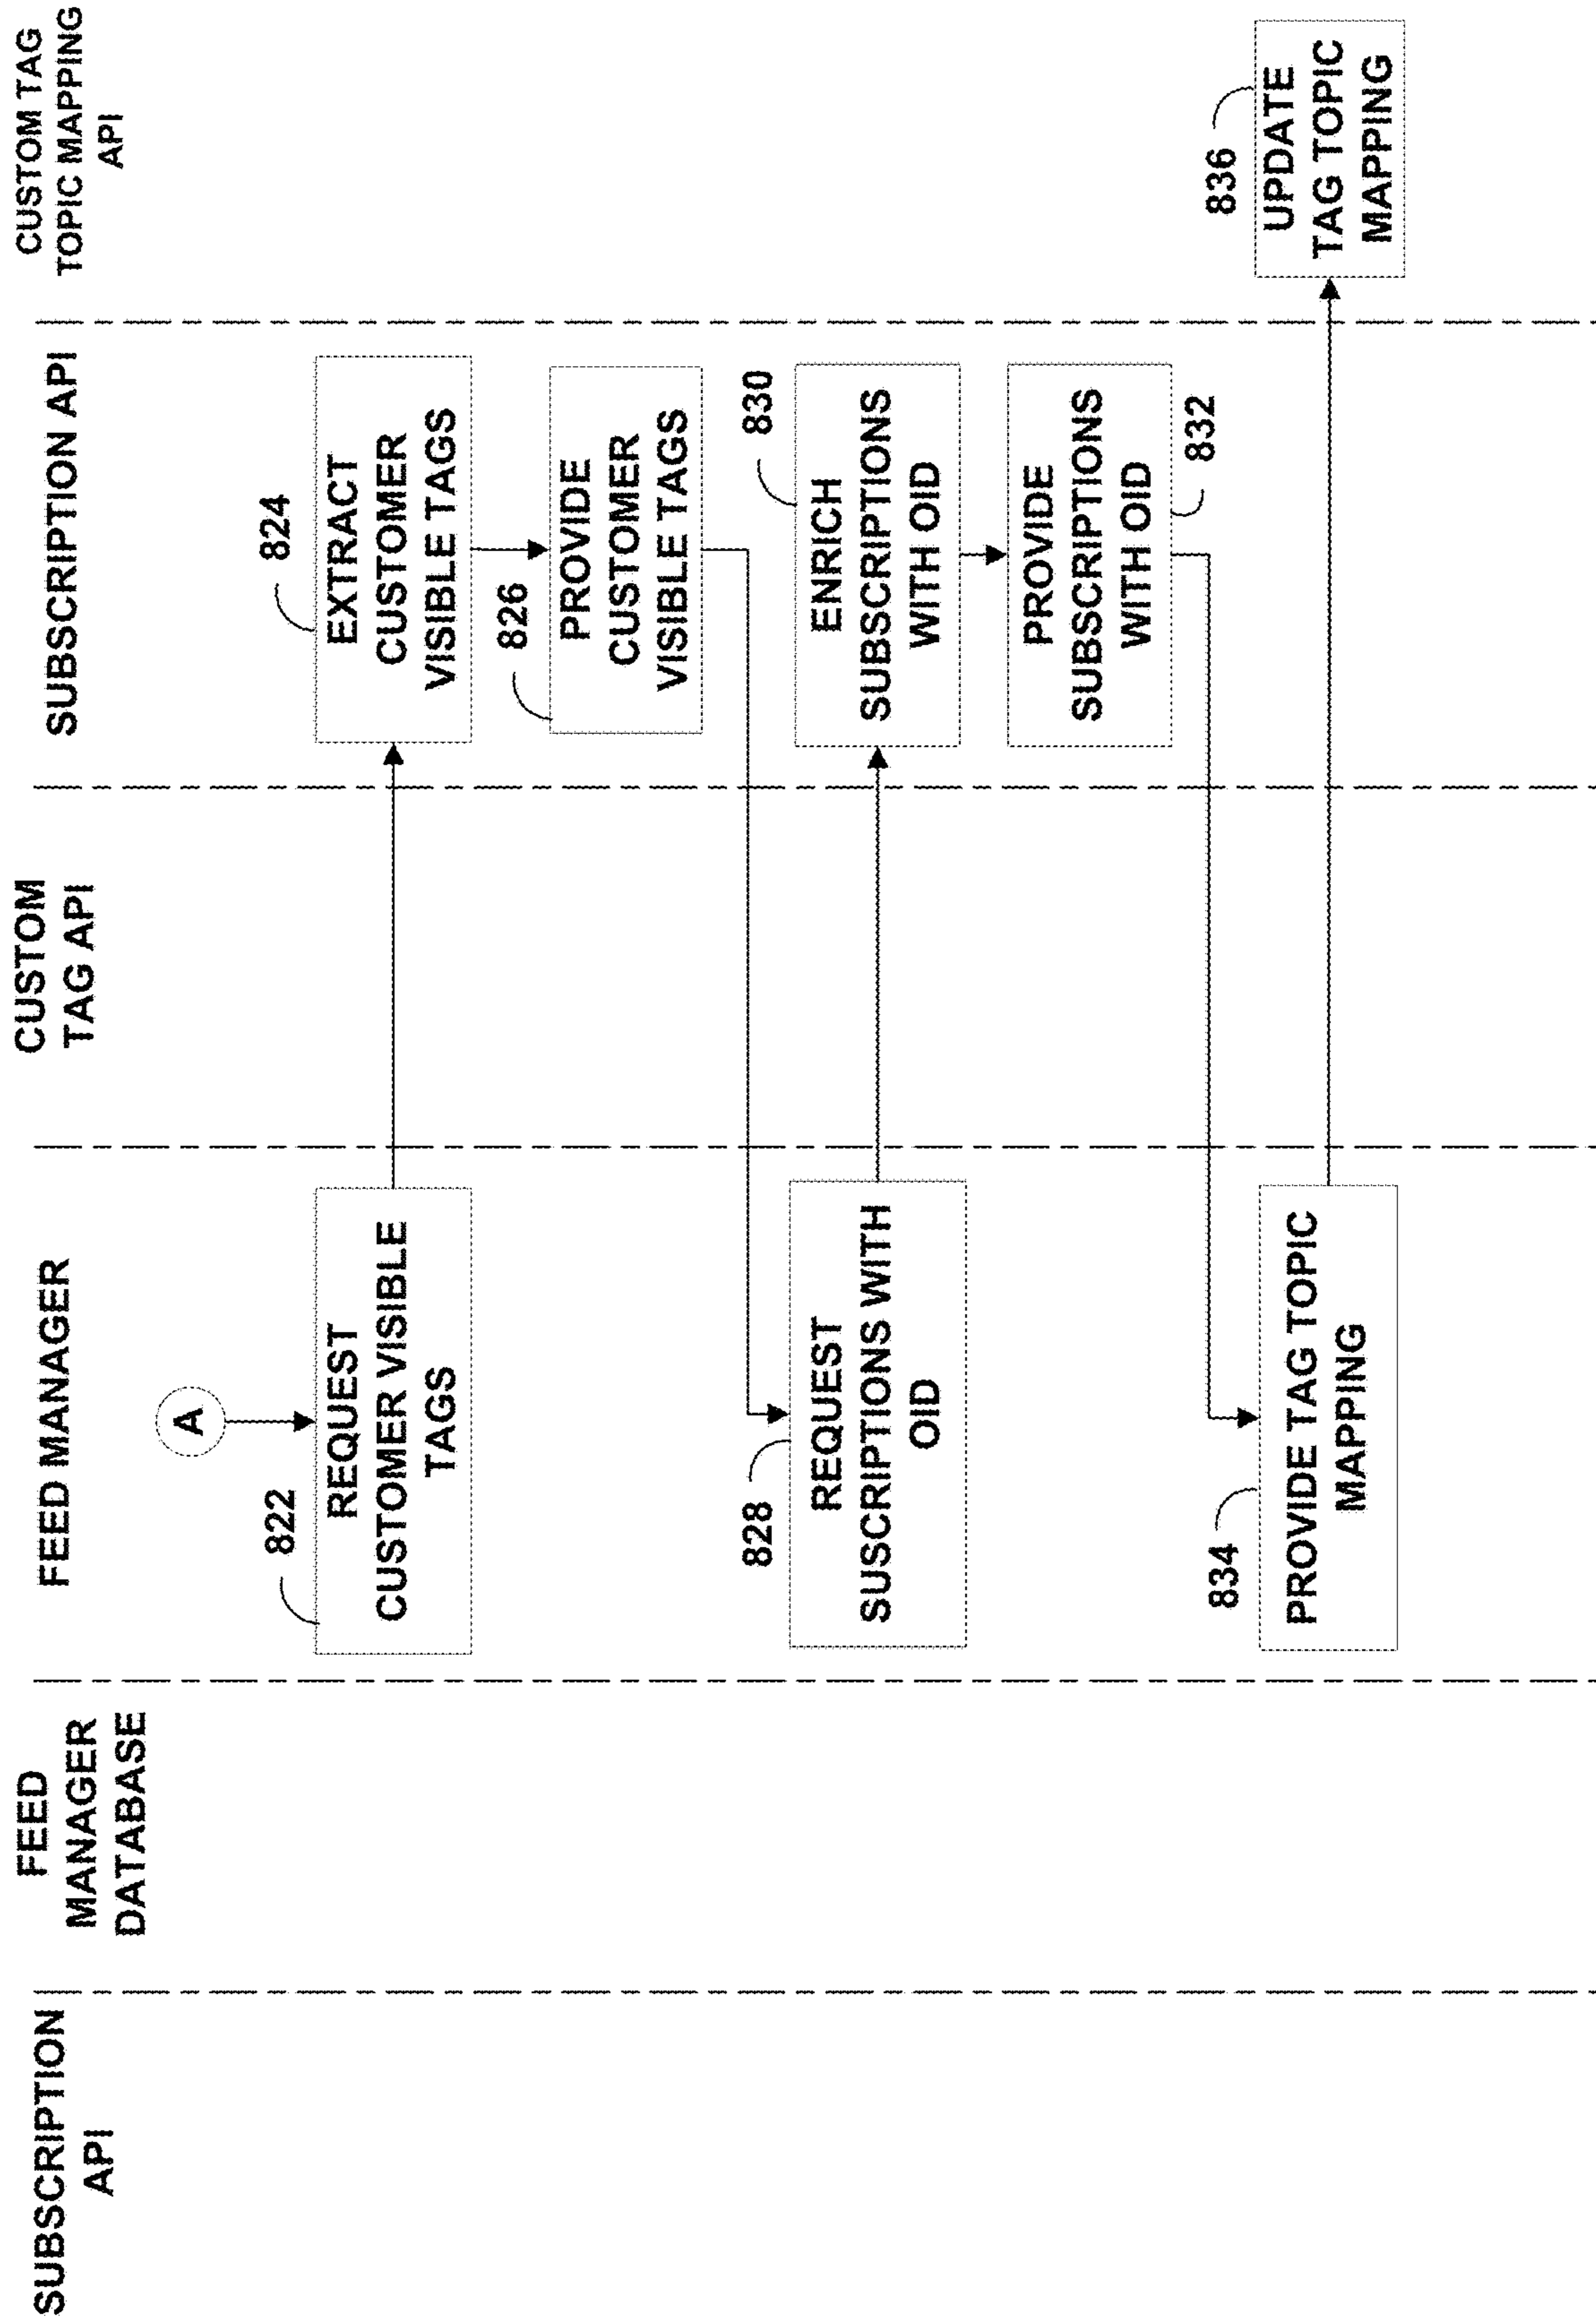 SUBSCRIPTION
API
FEED
MANAGER
DATABASE
FEED MANAGER
CUSTOM
TAG API
SUBSCRIPTION API
CUSTOM TAG
TOPIC MAPPING
API
A
822
REQUEST
CUSTOMER VISIBLE
TAGS
824
EXTRACT
CUSTOMER
VISIBLE TAGS
826
PROVIDE
CUSTOMER
VISIBLE TAGS
828
REQUEST
SUSCRIPTIONS WITH
OID
830
ENRICH
SUBSCRIPTIONS
WITH OID
PROVIDE
SUBSCRIPTIONS
WITH OID
832
834
PROVIDE TAG TOPIC
MAPPING
836
UPDATE
TAG TOPIC
MAPPING